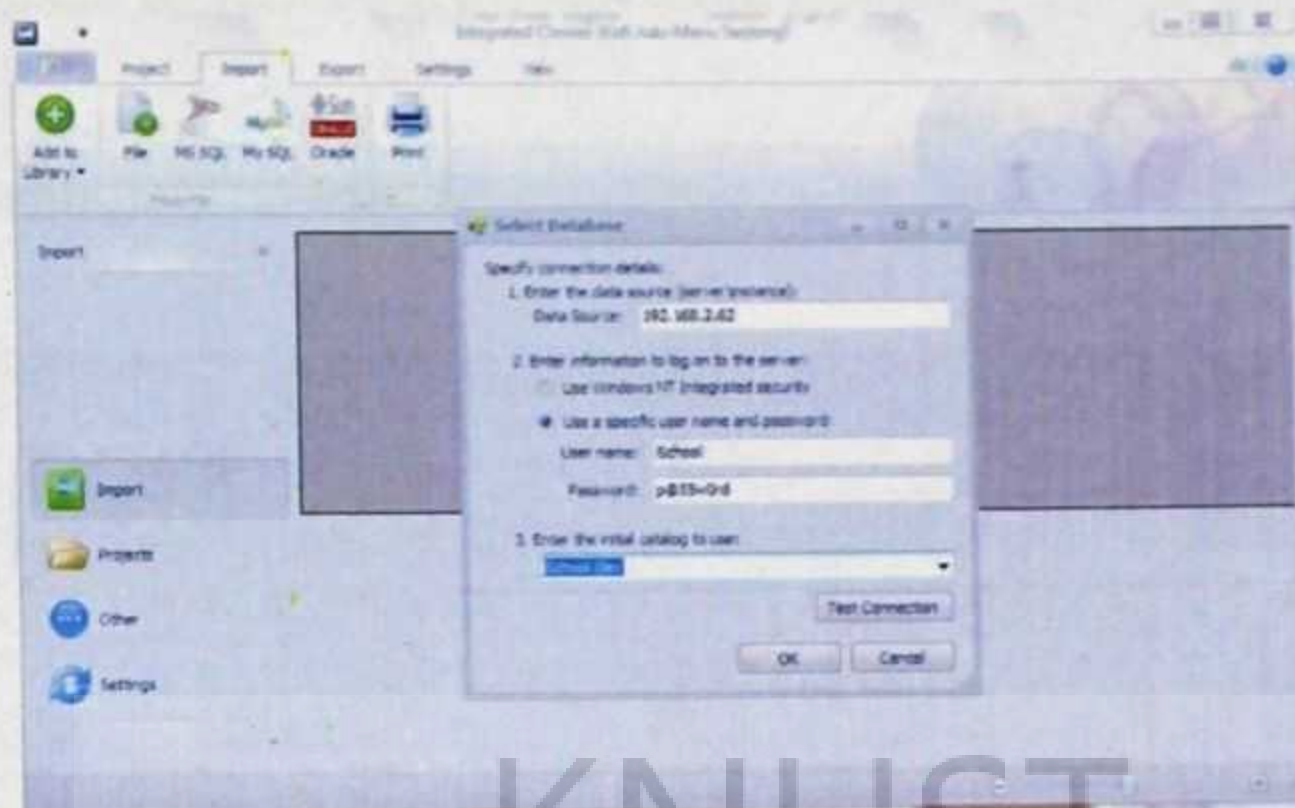 Project Import Export Settings View
Add to Library
File MS SQL My SQL Oracle Print
Import
Select Database
Specify connection details:
1. Enter the data source (server instance):
Data Source: 192.168.2.62
2. Enter information to log on to the server:
Use Windows NT Integrated security
Use a specific user name and password:
User name: School
Password:
3. Enter the initial catalog to user:
Test Connection
OK Cancel
Import
Projects
Other
Settings
KNUST